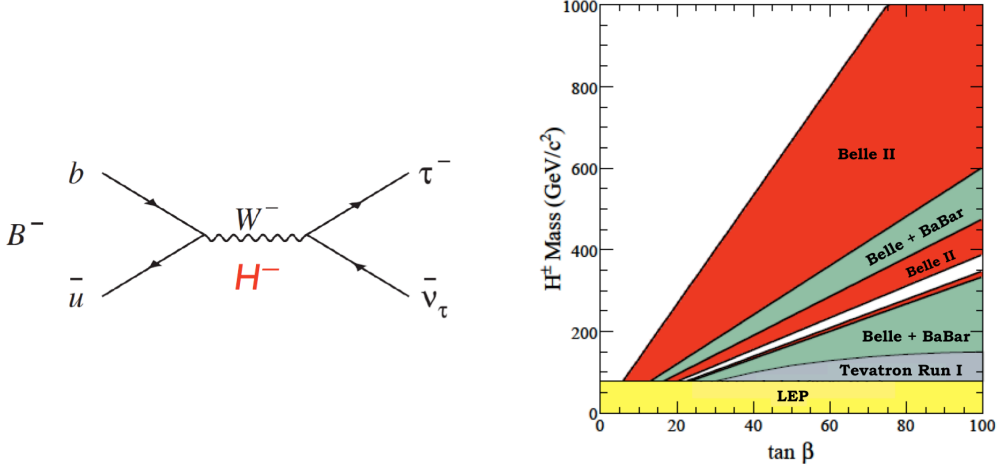 b
τ⁻
B⁻
W⁻
H⁻
ū
ν̄_τ
1000
800
600
400
200
0
H± Mass (GeV/c²)
Belle II
Belle + BaBar
Belle II
Belle + BaBar
Tevatron Run I
LEP
0 20 40 60 80 100
tan β